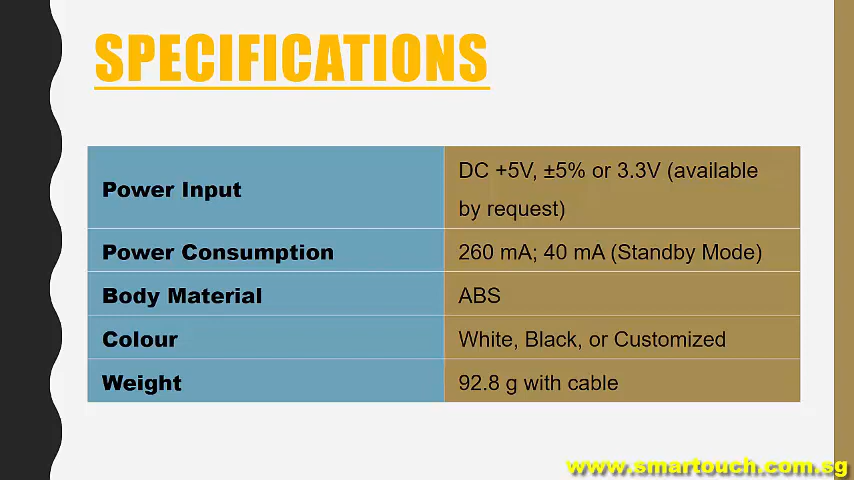 SPECIFICATIONS
Power Input
DC +5V, ±5% or 3.3V (available
by request)
Power Consumption
260 mA; 40 mA (Standby Mode)
Body Material
ABS
Colour
White, Black, or Customized
Weight
92.8 g with cable
www.smartouch.com.sg